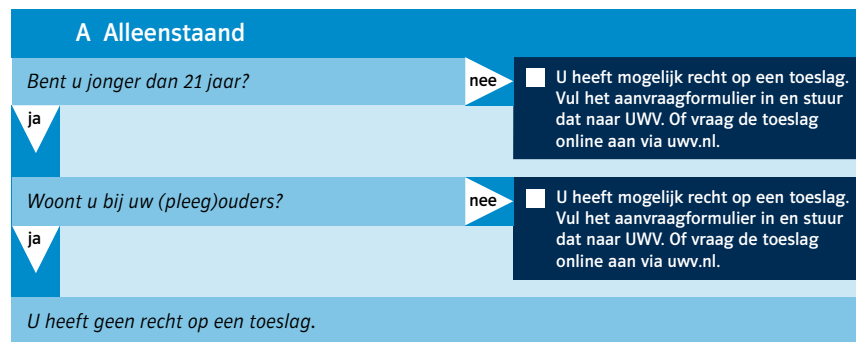 A Alleenstaand
Bent u jonger dan 21 jaar?
nee
U heeft mogelijk recht op een toeslag.
Vul het aanvraagformulier in en stuur
dat naar UWV. Of vraag de toeslag
online aan via uwv.nl.
ja
Woont u bij uw (pleeg)ouders?
nee
U heeft mogelijk recht op een toeslag.
Vul het aanvraagformulier in en stuur
dat naar UWV. Of vraag de toeslag
online aan via uwv.nl.
ja
U heeft geen recht op een toeslag.